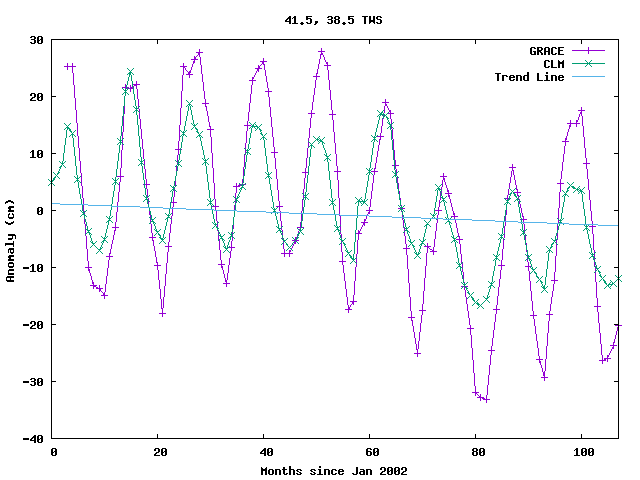 41.5, 38.5 TWS
GRACE
CLM
Trend Line
30
20
10
0
-10
-20
-30
-40
Anomaly (cm)
0 20 40 60 80 100
Months since Jan 2002